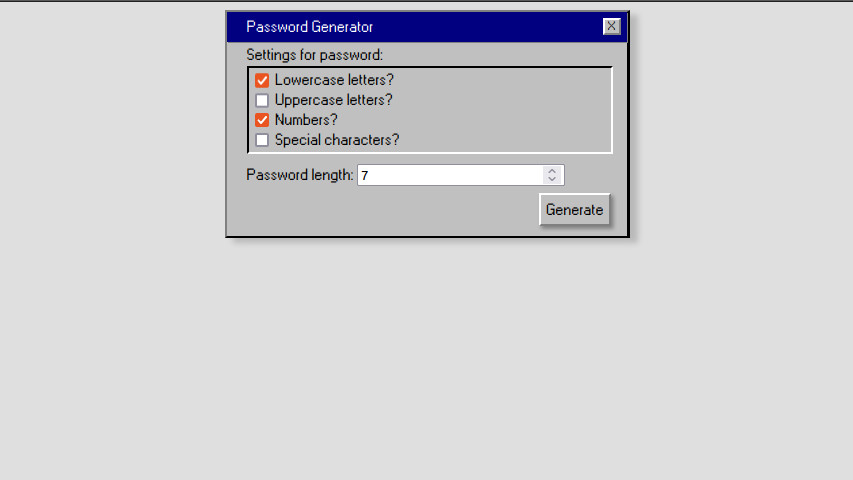 Password Generator X
Settings for password:
Lowercase letters?
Uppercase letters?
Numbers?
Special characters?
Password length: 7
Generate